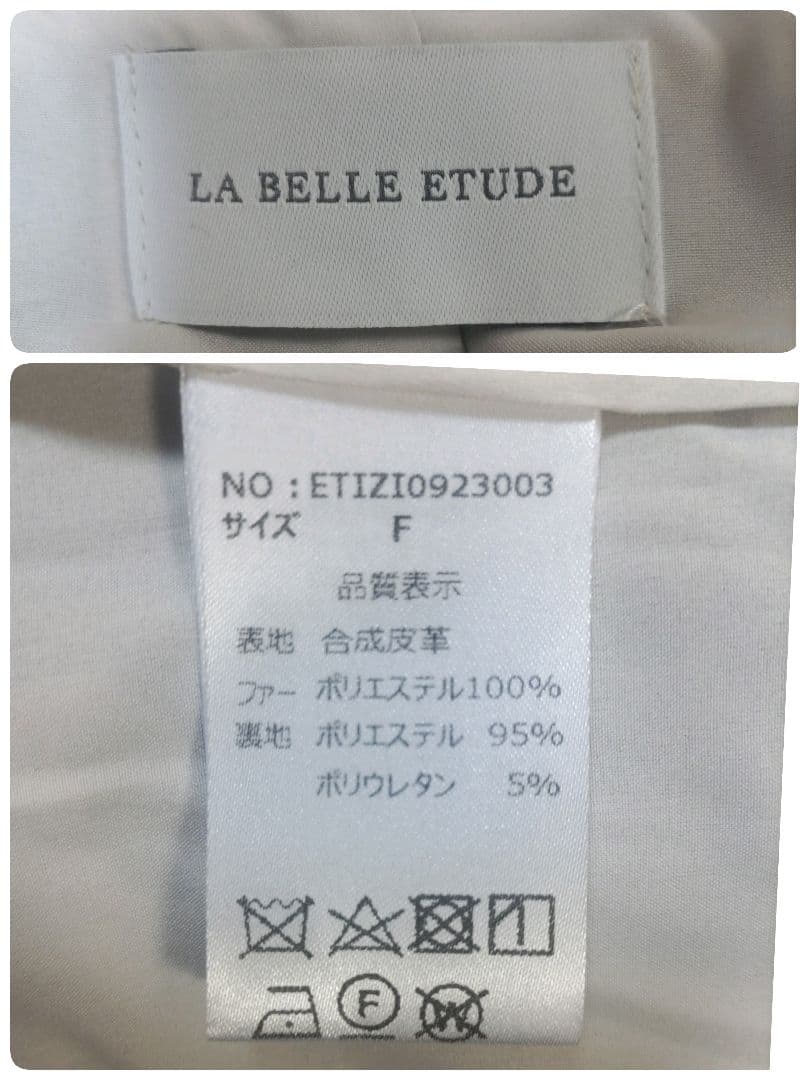 LA BELLE ETUDE
NO : ETIZI0923003
サイズ F
品質表示
表地 合成皮革
ファー ポリエステル100%
裏地 ポリエステル 95%
ポリウレタン 5%
F
W